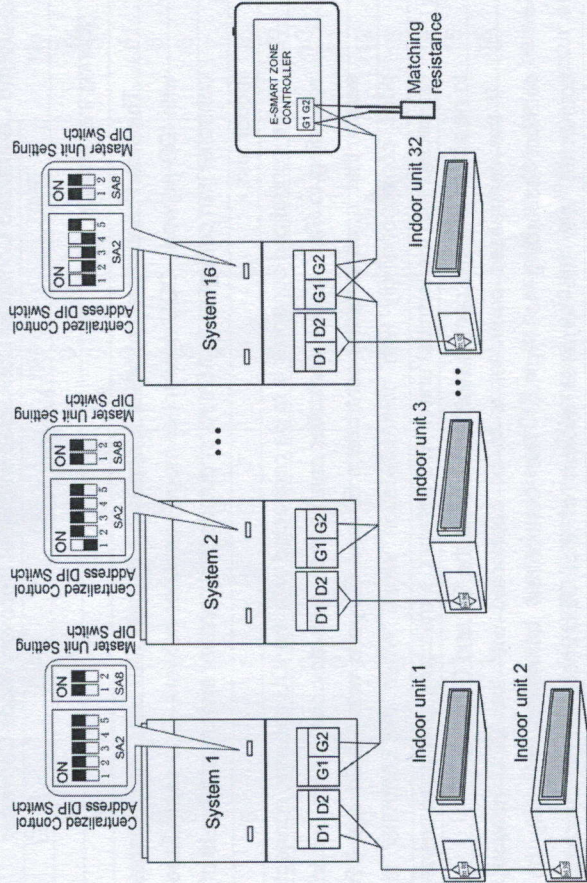 Centralized Control
Address DIP Switch
Master Unit Setting
DIP Switch
ON
1 2 3 4 5
SA2
ON
1 2
SA8
System 1
D1 D2
G1 G2
Indoor unit 1
Indoor unit 2
Centralized Control
Address DIP Switch
Master Unit Setting
DIP Switch
ON
1 2 3 4 5
SA2
ON
1 2
SA8
System 2
D1 D2
G1 G2
Indoor unit 3
...
Centralized Control
Address DIP Switch
Master Unit Setting
DIP Switch
ON
1 2 3 4 5
SA2
ON
1 2
SA8
System 16
D1 D2
G1 G2
...
Indoor unit 32
E-SMART ZONE
CONTROLLER
G1 G2
Matching
resistance